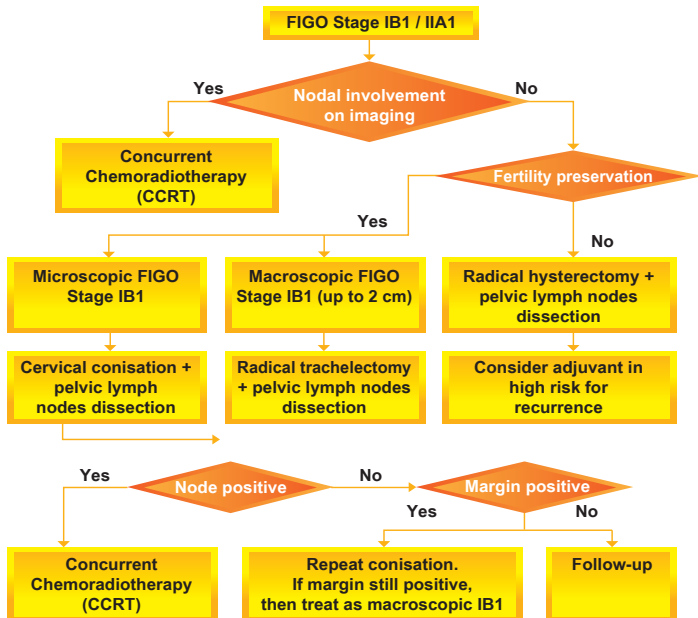 FIGO Stage IB1 / IIA1
Yes
No
Nodal involvement
on imaging
Concurrent
Chemoradiotherapy
(CCRT)
Fertility preservation
Yes
No
Microscopic FIGO
Stage IB1
Macroscopic FIGO
Stage IB1 (up to 2 cm)
Radical hysterectomy +
pelvic lymph nodes
dissection
Cervical conisation +
pelvic lymph
nodes dissection
Radical trachelectomy
+ pelvic lymph nodes
dissection
Consider adjuvant in
high risk for
recurrence
Yes
Node positive
No
Margin positive
Yes
No
Concurrent
Chemoradiotherapy
(CCRT)
Repeat conisation.
If margin still positive,
then treat as macroscopic IB1
Follow-up